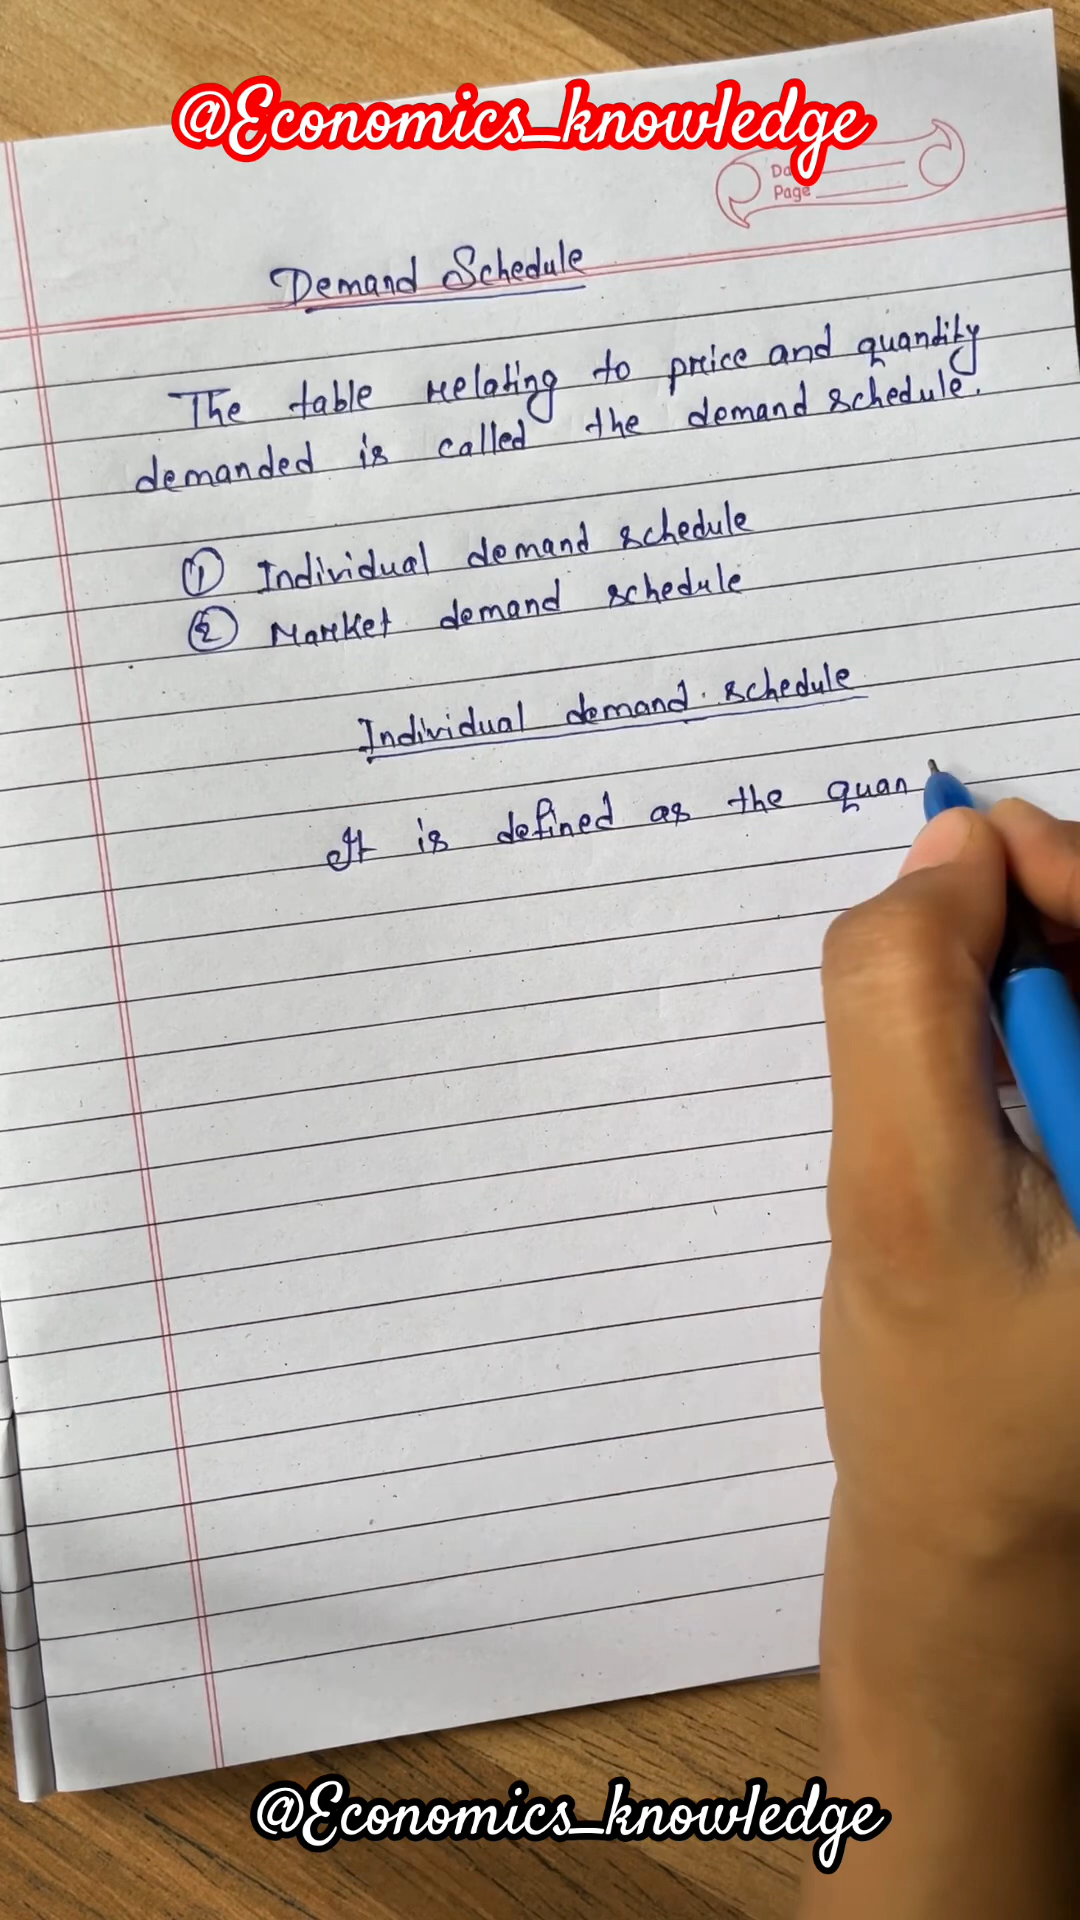 @Economics_knowledge
Page
Demand Schedule
The table relating to price and quantity
demanded is called the demand schedule.
① Individual demand schedule
② Market demand schedule
Individual demand schedule
It is defined as the quan
@Economics_knowledge